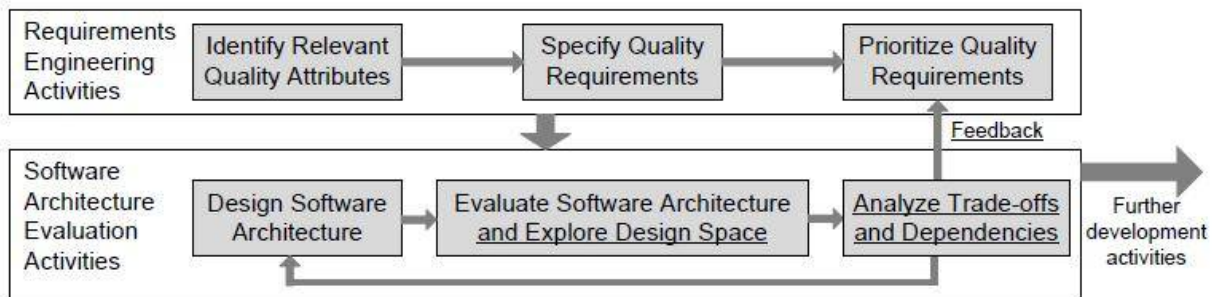 Requirements
Engineering
Activities
Identify Relevant
Quality Attributes
Specify Quality
Requirements
Prioritize Quality
Requirements
Feedback
Software
Architecture
Evaluation
Activities
Design Software
Architecture
Evaluate Software Architecture
and Explore Design Space
Analyze Trade-offs
and Dependencies
Further
development
activities